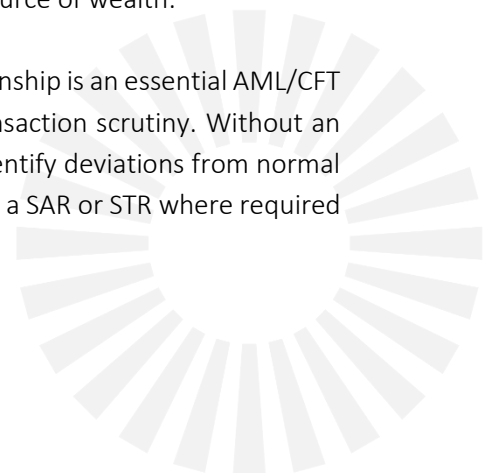 urce of wealth.
nship is an essential AML/CFT
nsaction scrutiny. Without an
entify deviations from normal
a SAR or STR where required